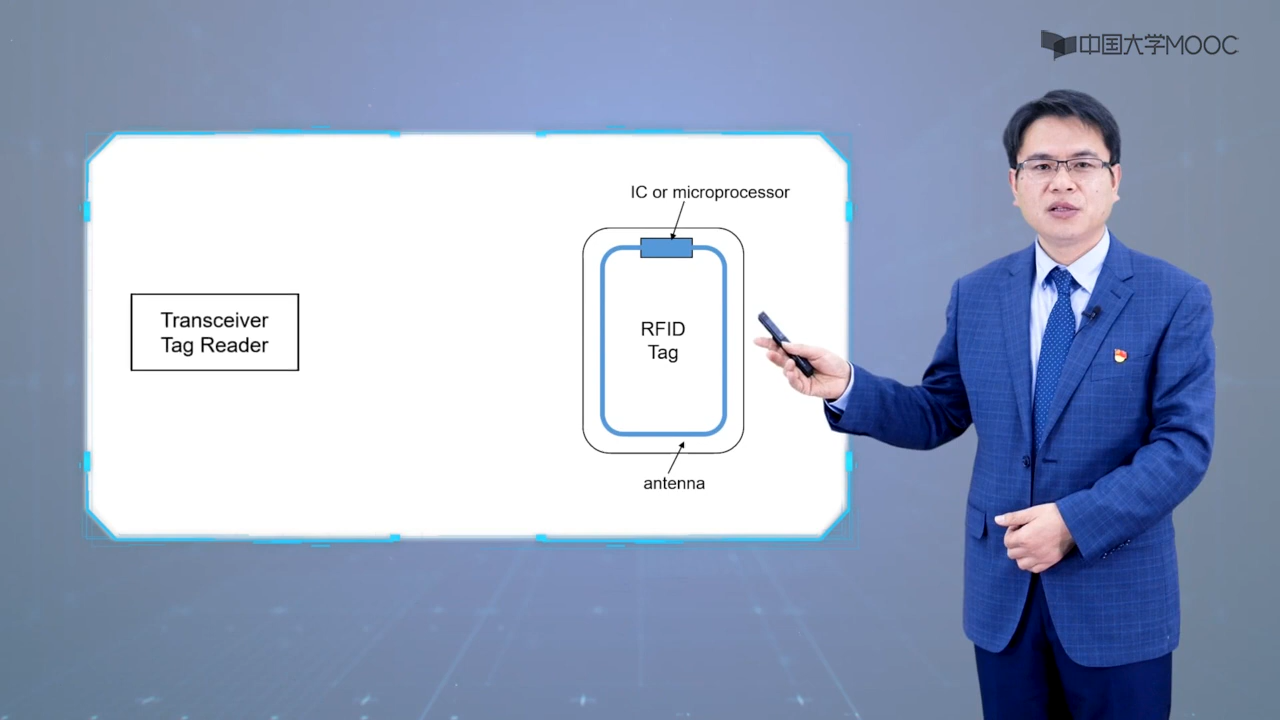 中国大学MOOC
IC or microprocessor
Transceiver
Tag Reader
RFID
Tag
antenna